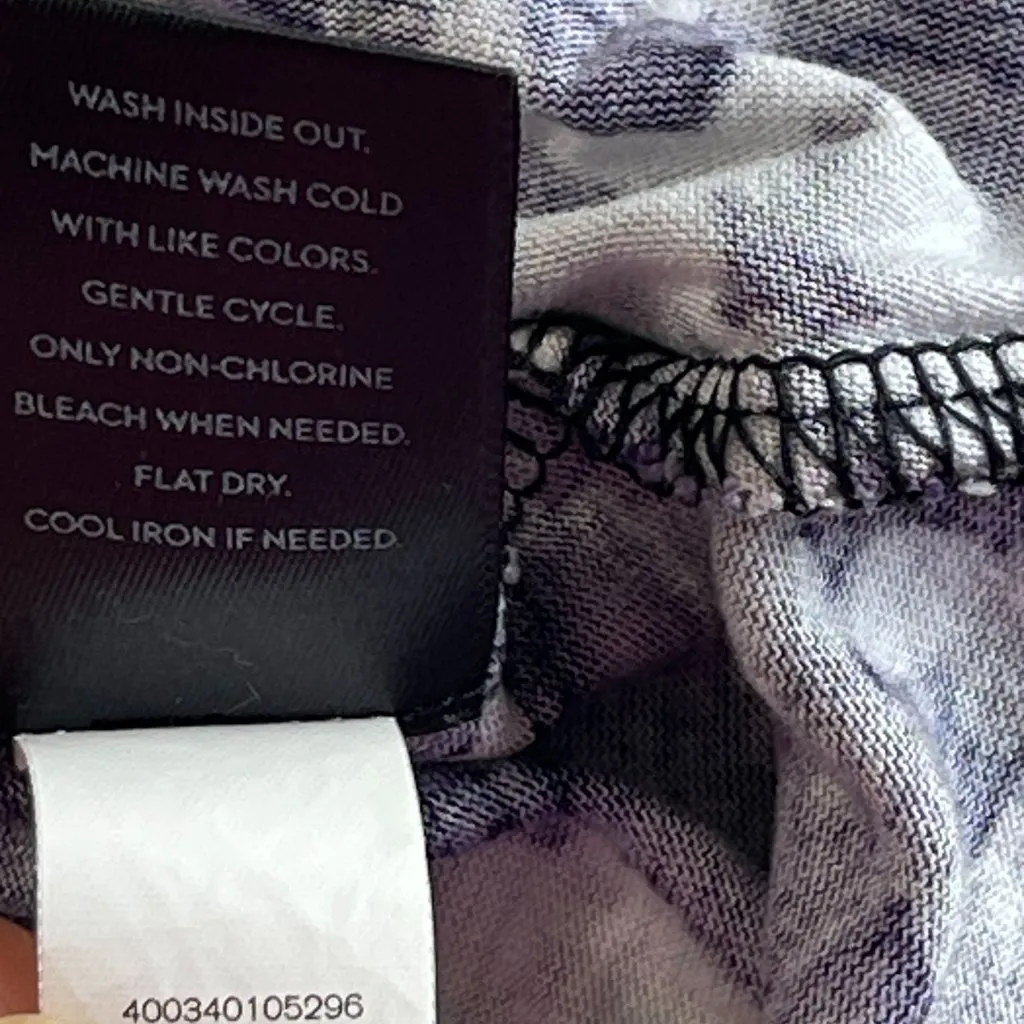 WASH INSIDE OUT.
MACHINE WASH COLD
WITH LIKE COLORS.
GENTLE CYCLE.
ONLY NON-CHLORINE
BLEACH WHEN NEEDED.
FLAT DRY.
COOL IRON IF NEEDED.
400340105296